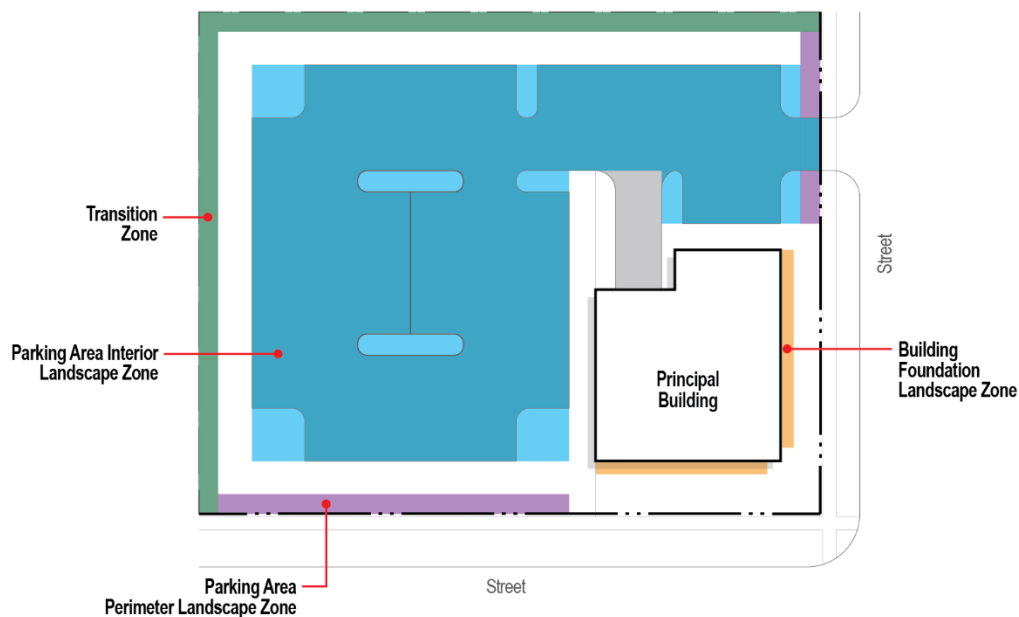 Transition
Zone
Street
Parking Area Interior
Landscape Zone
Building
Foundation
Landscape Zone
Principal
Building
Parking Area
Perimeter Landscape Zone
Street